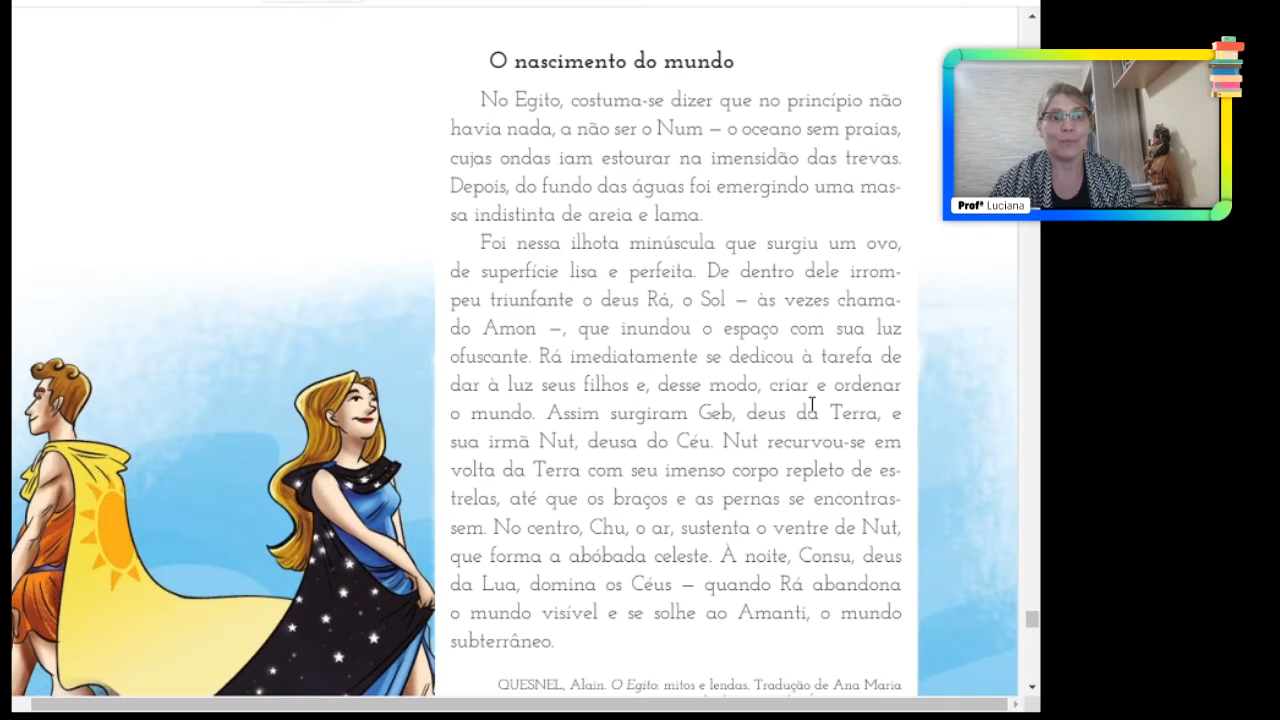 O nascimento do mundo
No Egito, costuma-se dizer que no princípio não
havia nada, a não ser o Num – o oceano sem praias,
cujas ondas iam estourar na imensidão das trevas.
Depois, do fundo das águas foi emergindo uma mas-
sa indistinta de areia e lama.
Foi nessa ilhota minúscula que surgiu um ovo,
de superfície lisa e perfeita. De dentro dele irrom-
peu triunfante o deus Rá, o Sol – às vezes chama-
do Amon –, que inundou o espaço com sua luz
ofuscante. Rá imediatamente se dedicou à tarefa de
dar à luz seus filhos e, desse modo, criar e ordenar
o mundo. Assim surgiram Geb, deus da Terra, e
sua irmã Nut, deusa do Céu. Nut recurvou-se em
volta da Terra com seu imenso corpo repleto de es-
trelas, até que os braços e as pernas se encontras-
sem. No centro, Chu, o ar, sustenta o ventre de Nut,
que forma a abóbada celeste. À noite, Consu, deus
da Lua, domina os Céus – quando Rá abandona
o mundo visível e se solhe ao Amanti, o mundo
subterrâneo.
QUESNEL, Alain. O Egito: mitos e lendas. Tradução de Ana Maria
Profª Luciana